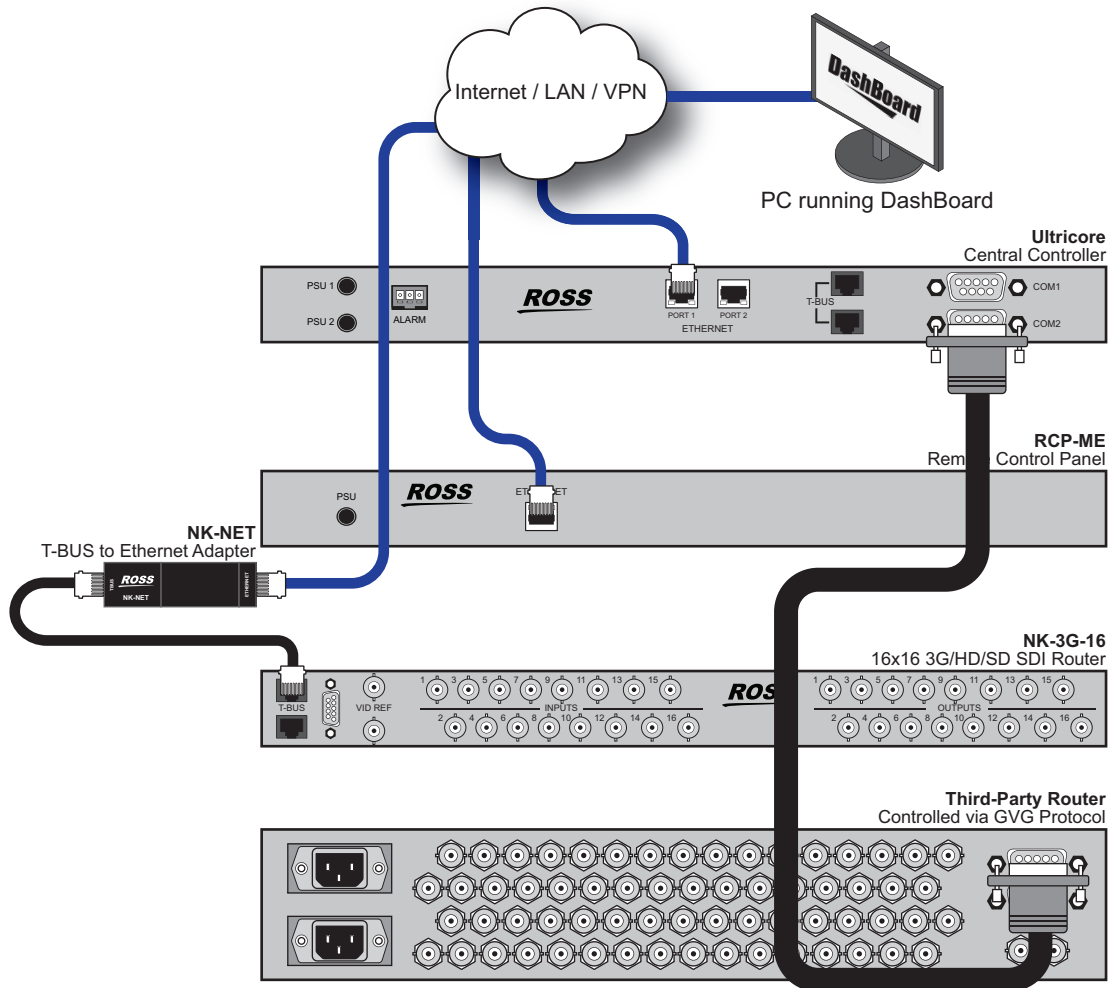 Internet / LAN / VPN
DashBoard
PC running DashBoard
Ultricore
Central Controller
PSU 1
PSU 2
ALARM
ROSS
PORT 1
PORT 2
ETHERNET
T-BUS
COM1
COM2
RCP-ME
Control Panel
PSU
ROSS
NK-NET
T-BUS to Ethernet Adapter
TBUS
ROSS
NK-NET
ETHERNET
NK-3G-16
16x16 3G/HD/SD SDI Router
T-BUS
VID REF
1 3 5 7 9 11 13 15
INPUTS
2 4 6 8 10 12 14 16
1 3 5 7 9 11 13 15
OUTPUTS
2 4 6 8 10 12 14 16
Third-Party Router
Controlled via GVG Protocol